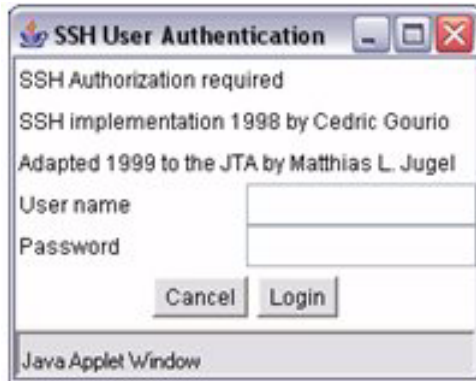 SSH User Authentication
SSH Authorization required
SSH implementation 1998 by Cedric Gourio
Adapted 1999 to the JTA by Matthias L. Jugel
User name
Password
Cancel Login
Java Applet Window